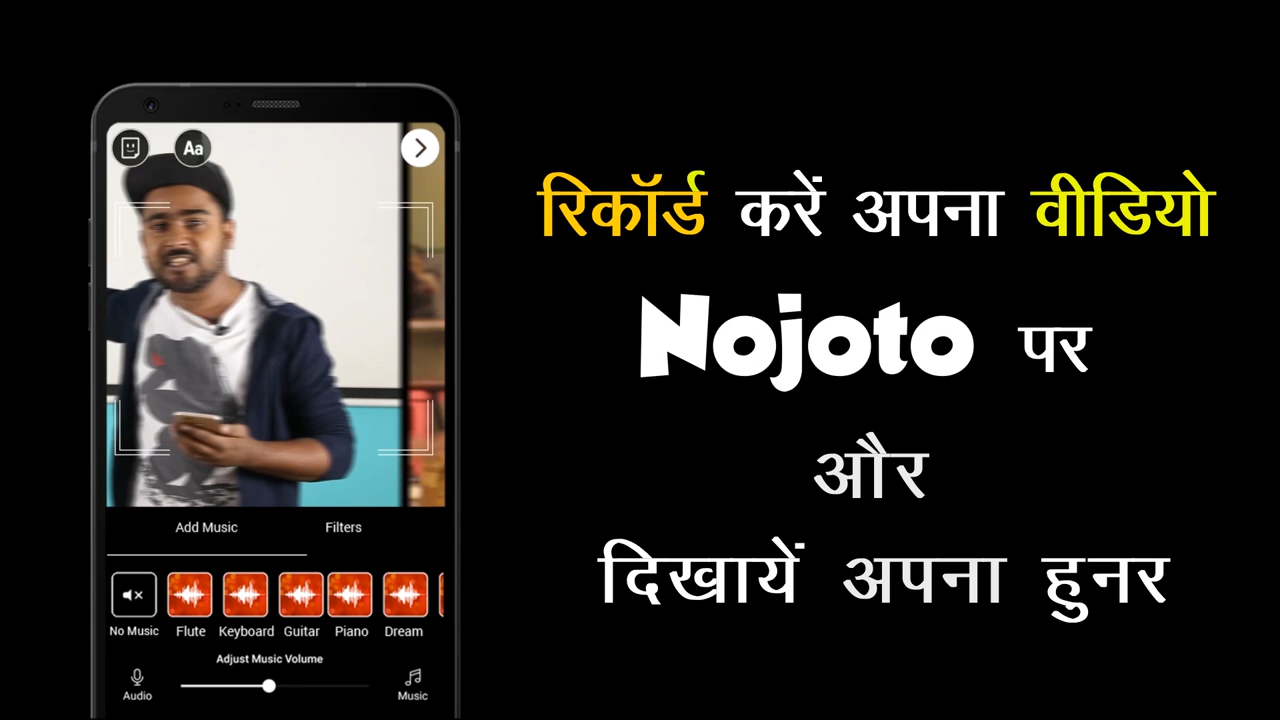 Aa
रिकॉर्ड करें अपना वीडियो
Nojoto पर
और
दिखायें अपना हुनर
Add Music Filters
No Music Flute Keyboard Guitar Piano Dream
Adjust Music Volume
Audio Music